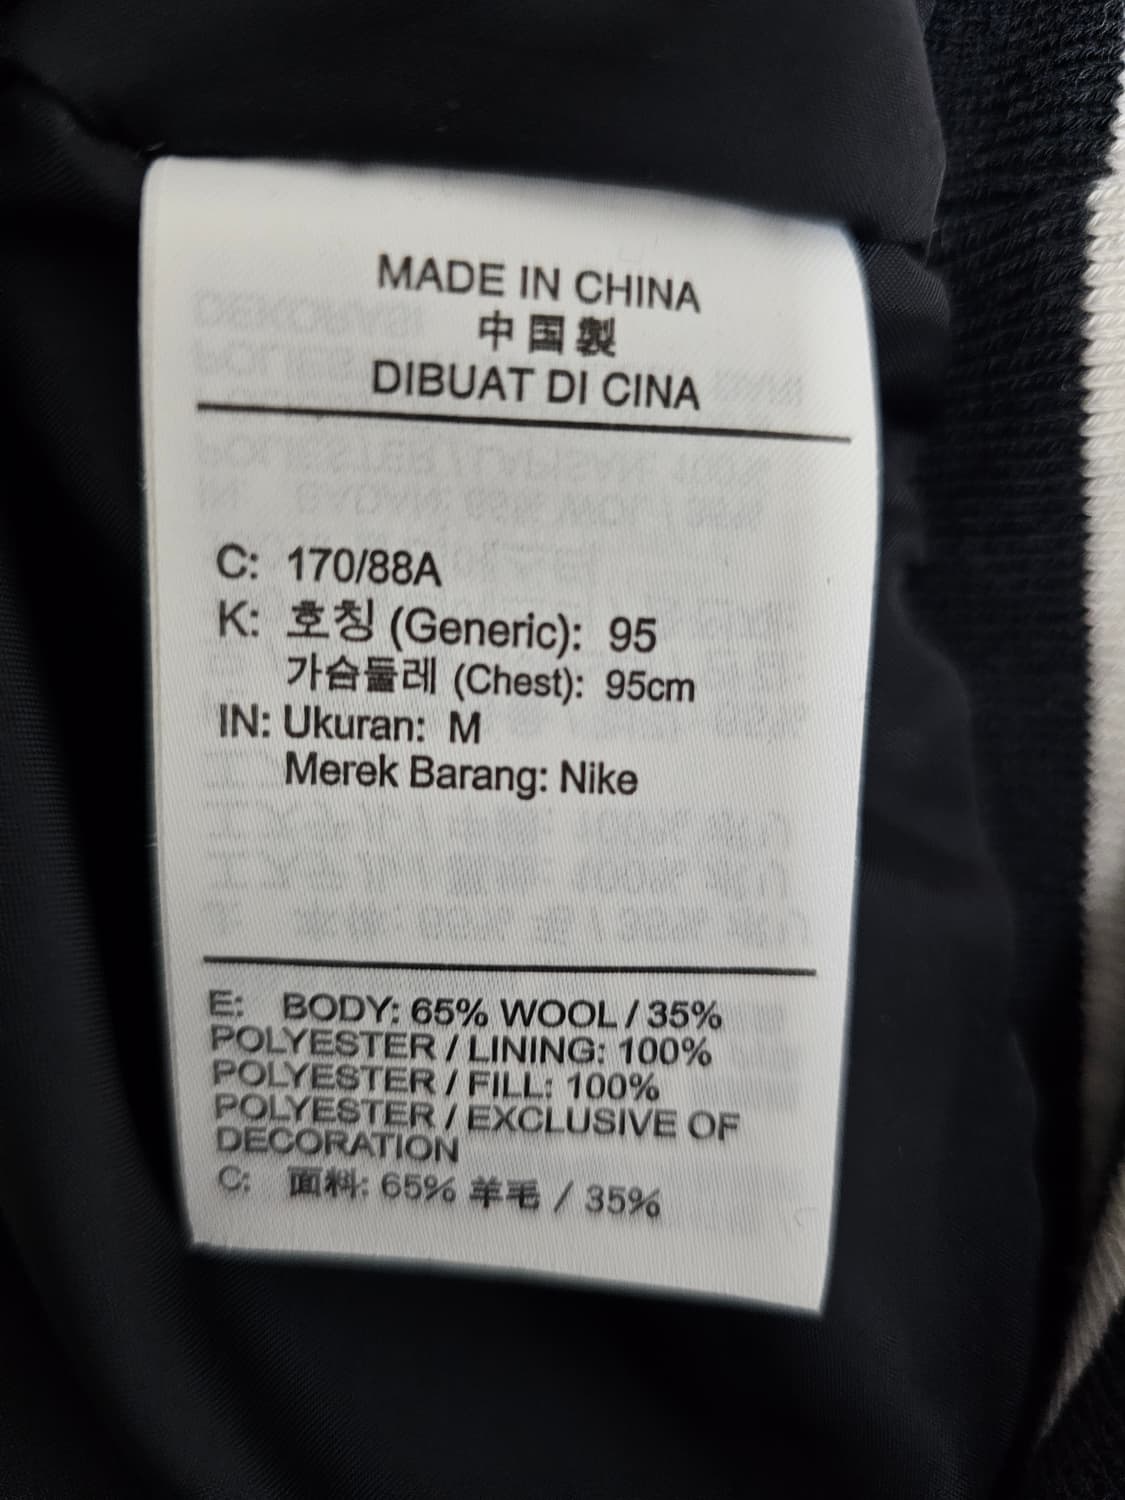 MADE IN CHINA
中国製
DIBUAT DI CINA
C: 170/88A
K: 호칭 (Generic): 95
가슴둘레 (Chest): 95cm
IN: Ukuran: M
Merek Barang: Nike
E: BODY: 65% WOOL / 35%
POLYESTER / LINING: 100%
POLYESTER / FILL: 100%
POLYESTER / EXCLUSIVE OF
DECORATION
C: 面料: 65% 羊毛 / 35%